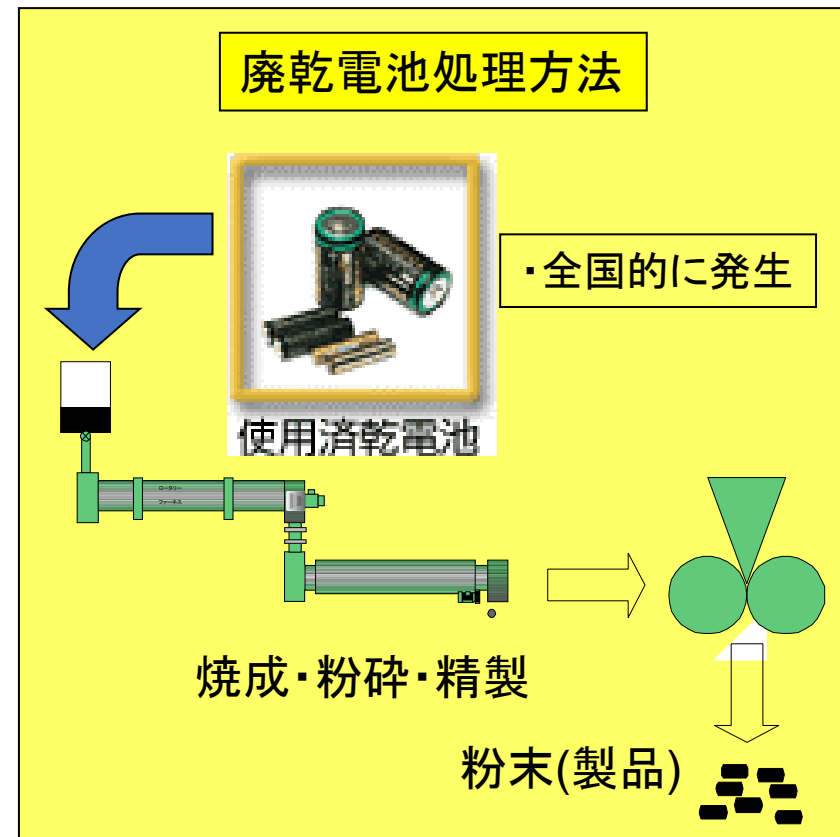 廃乾電池処理方法
・全国的に発生
使用済乾電池
ロータリー
ファーネス
焼成・粉砕・精製
粉末(製品)